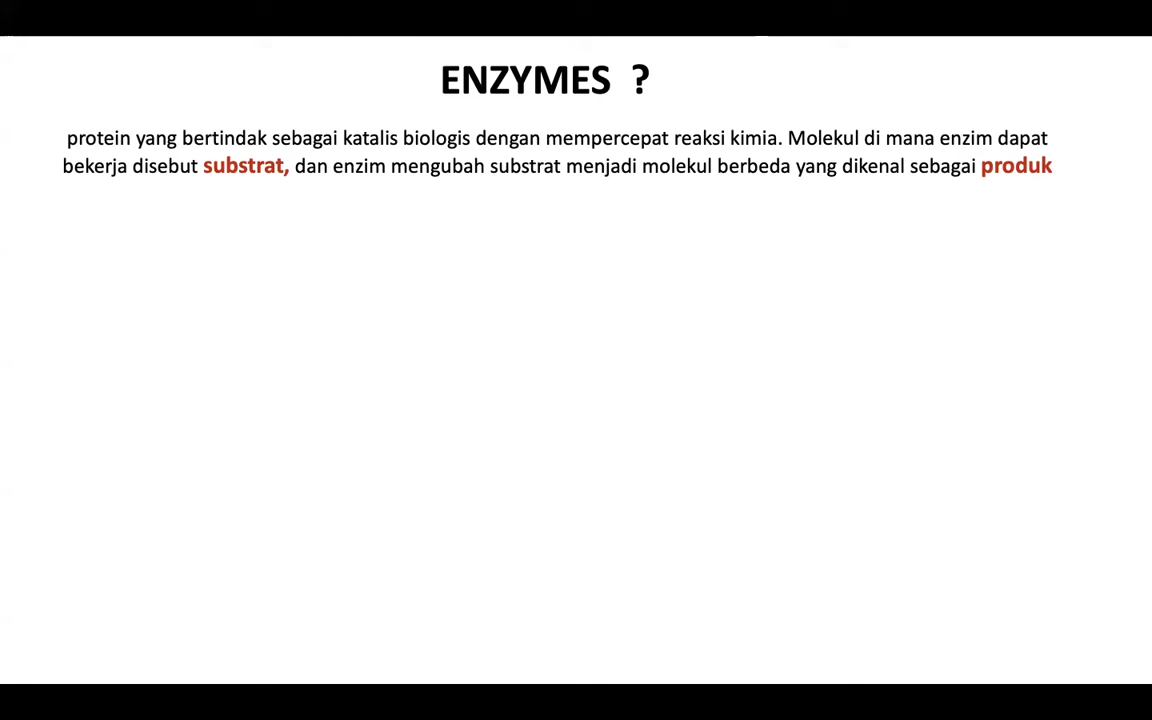 ENZYMES ?
protein yang bertindak sebagai katalis biologis dengan mempercepat reaksi kimia. Molekul di mana enzim dapat
bekerja disebut substrat, dan enzim mengubah substrat menjadi molekul berbeda yang dikenal sebagai produk